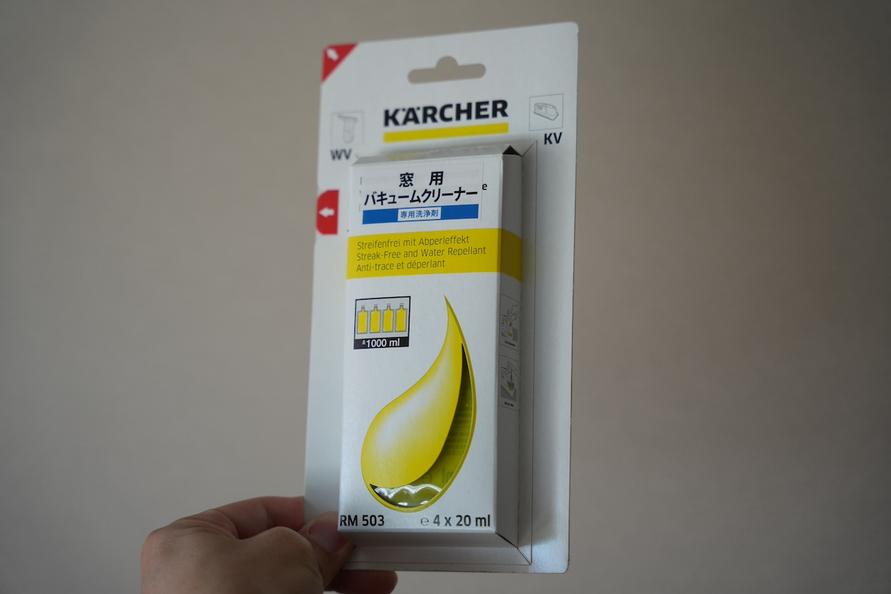 KÄRCHER
WV
KV
窓 用
バキュームクリーナー
専用洗浄剤
Streifenfrei mit Abperleffekt
Streak-Free and Water Repellant
Anti-trace et déperlant
≙1000 ml
RM 503
℮ 4 x 20 ml